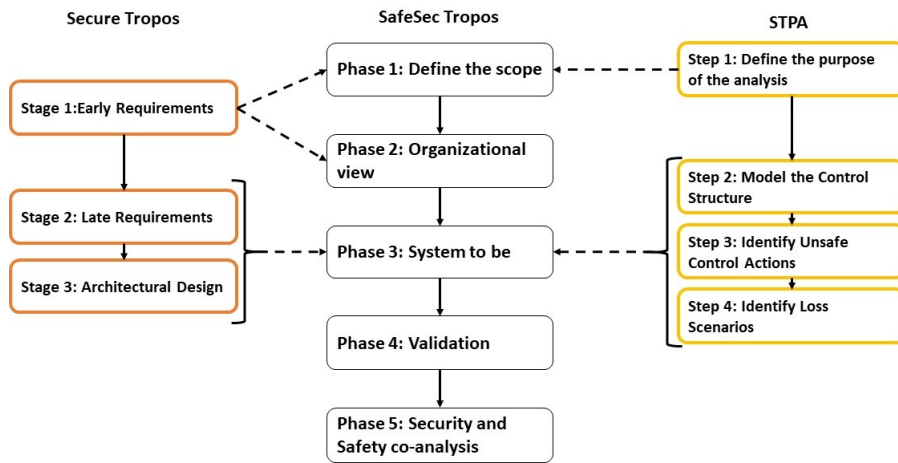 Secure Tropos
SafeSec Tropos
STPA
Stage 1:Early Requirements
Stage 2: Late Requirements
Stage 3: Architectural Design
Phase 1: Define the scope
Phase 2: Organizational
view
Phase 3: System to be
Phase 4: Validation
Phase 5: Security and
Safety co-analysis
Step 1: Define the purpose
of the analysis
Step 2: Model the Control
Structure
Step 3: Identify Unsafe
Control Actions
Step 4: Identify Loss
Scenarios